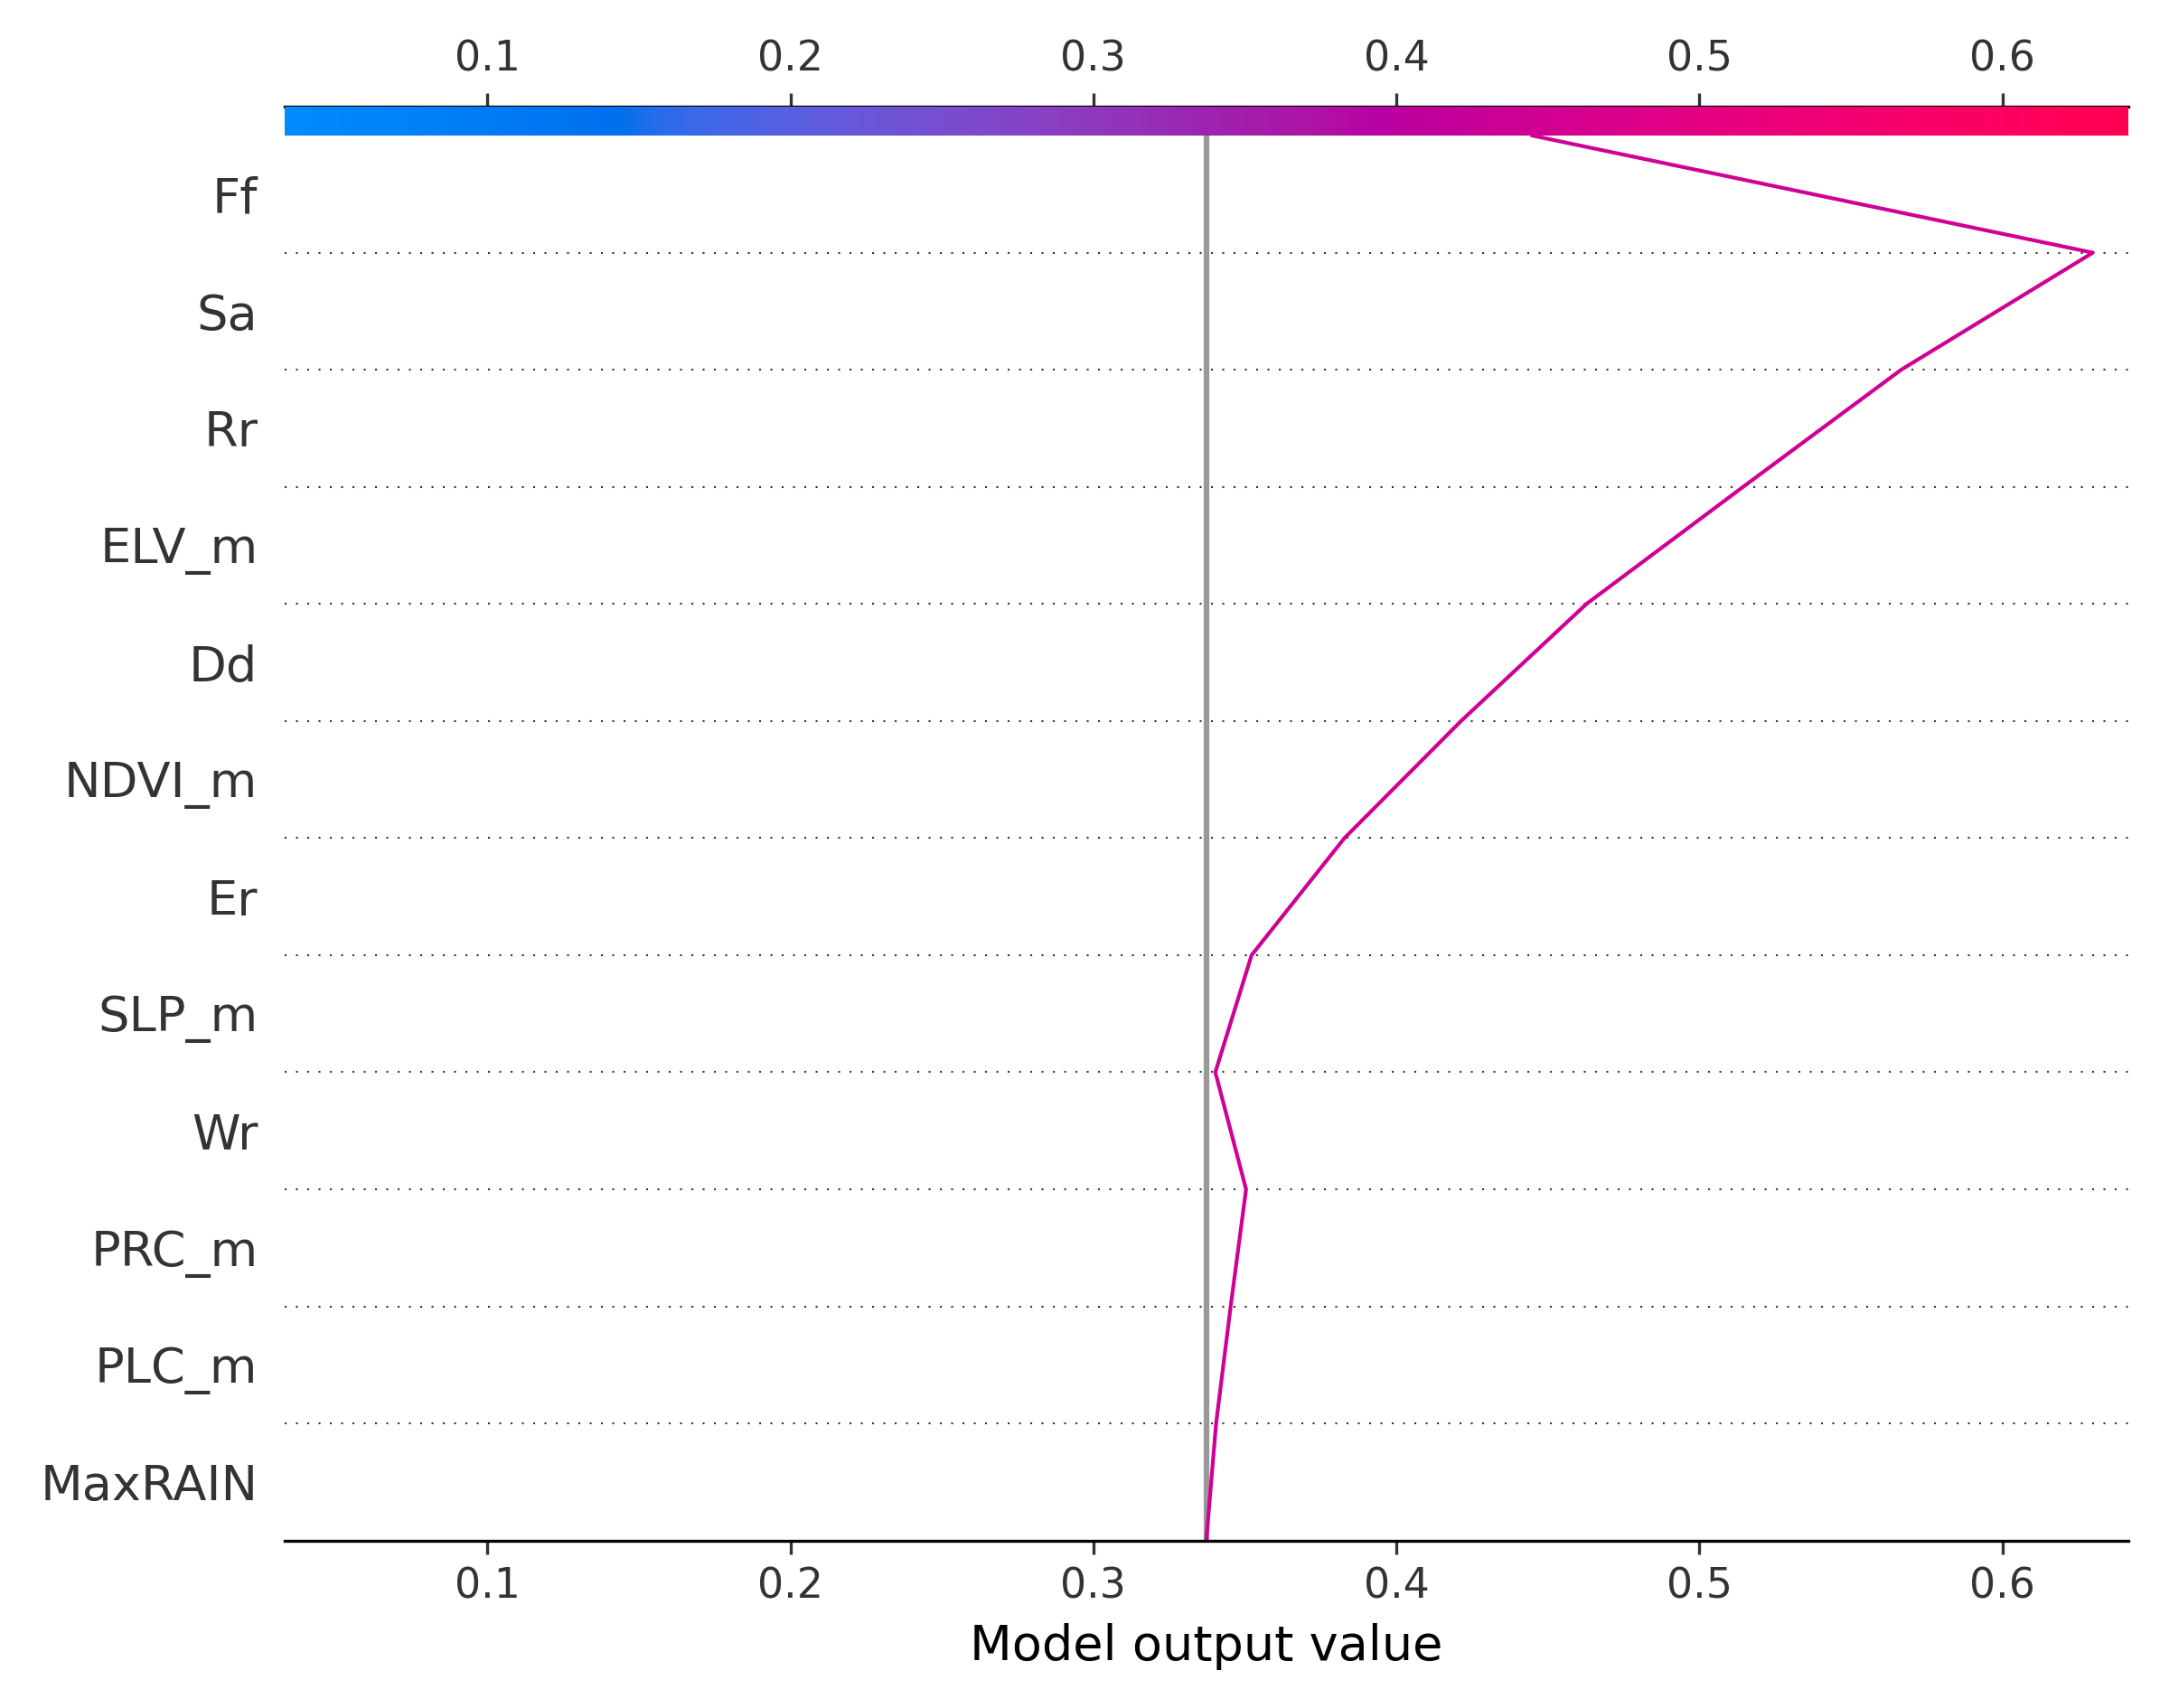 0.1 0.2 0.3 0.4 0.5 0.6
Ff
Sa
Rr
ELV_m
Dd
NDVI_m
Er
SLP_m
Wr
PRC_m
PLC_m
MaxRAIN
0.1 0.2 0.3 0.4 0.5 0.6
Model output value